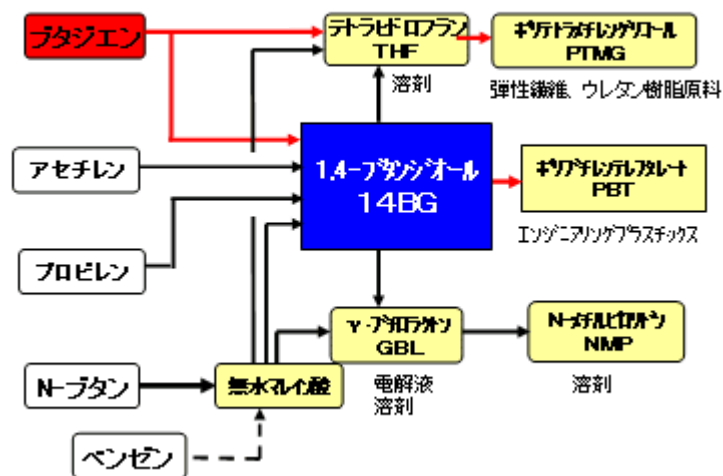 ブタジエン
テトラヒドロフラン
THF
溶剤
ポリテトラメチレングリコール
PTMG
弾性繊維、ウレタン樹脂原料
アセチレン
1,4-ブタンジオール
14BG
ポリブチレンテレフタレート
PBT
エンジニアリングプラスチックス
プロピレン
γ-ブチロラクトン
GBL
電解液
溶剤
N-メチルピロリドン
NMP
溶剤
N-ブタン
無水マレイン酸
ベンゼン